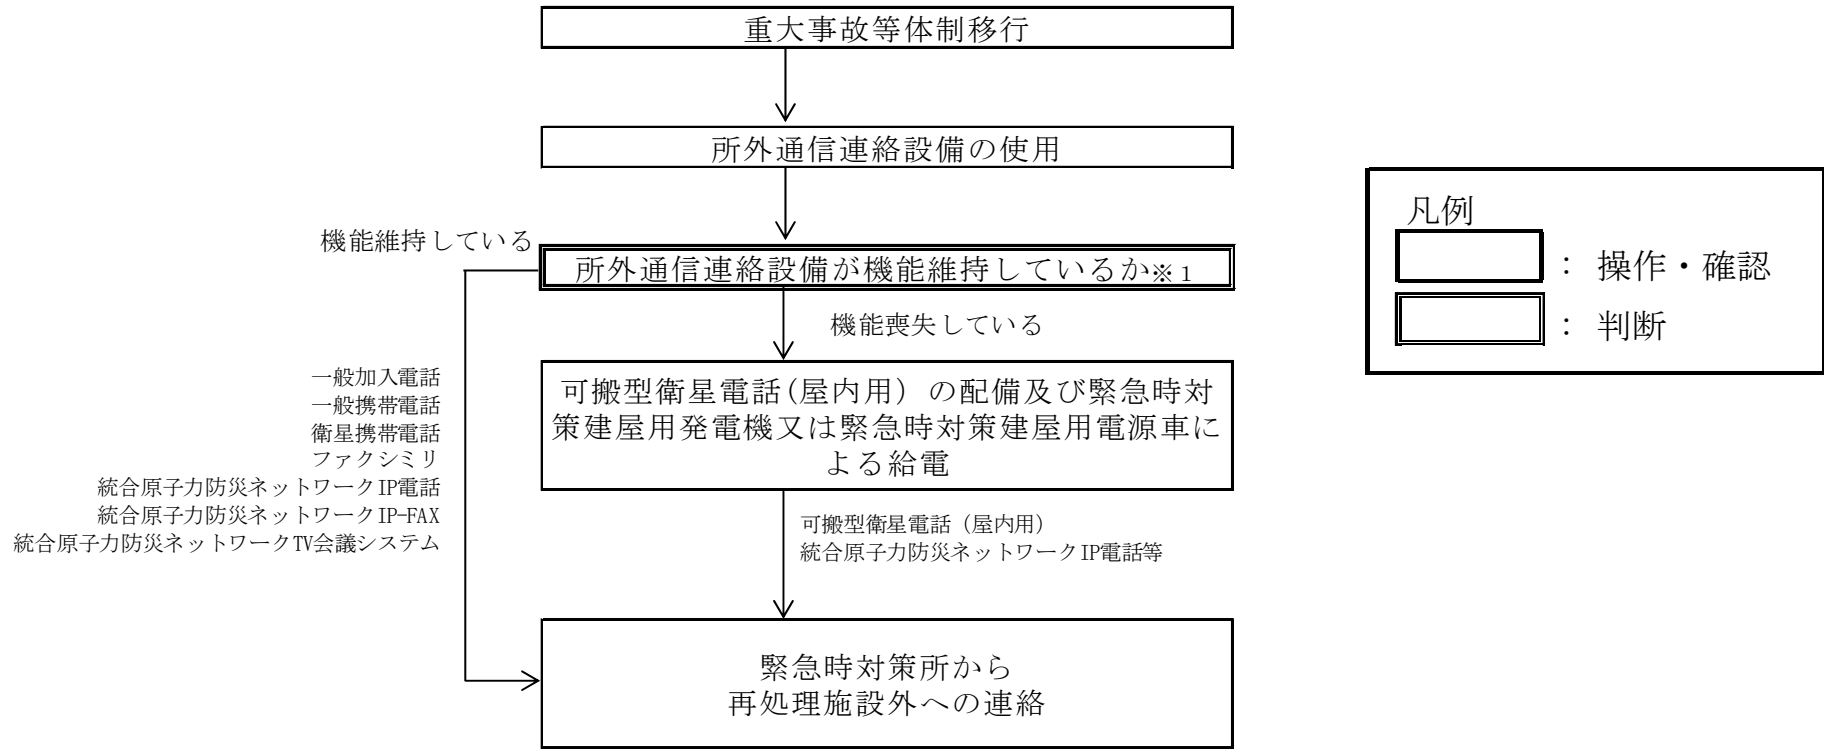 重大事故等体制移行
所外通信連絡設備の使用
機能維持している
所外通信連絡設備が機能維持しているか※1
機能喪失している
一般加入電話
一般携帯電話
衛星携帯電話
ファクシミリ
統合原子力防災ネットワークIP電話
統合原子力防災ネットワークIP-FAX
統合原子力防災ネットワークTV会議システム
可搬型衛星電話(屋内用) の配備及び緊急時対
策建屋用発電機又は緊急時対策建屋用電源車に
よる給電
可搬型衛星電話（屋内用）
統合原子力防災ネットワークIP電話等
緊急時対策所から
再処理施設外への連絡
凡例
： 操作・確認
： 判断